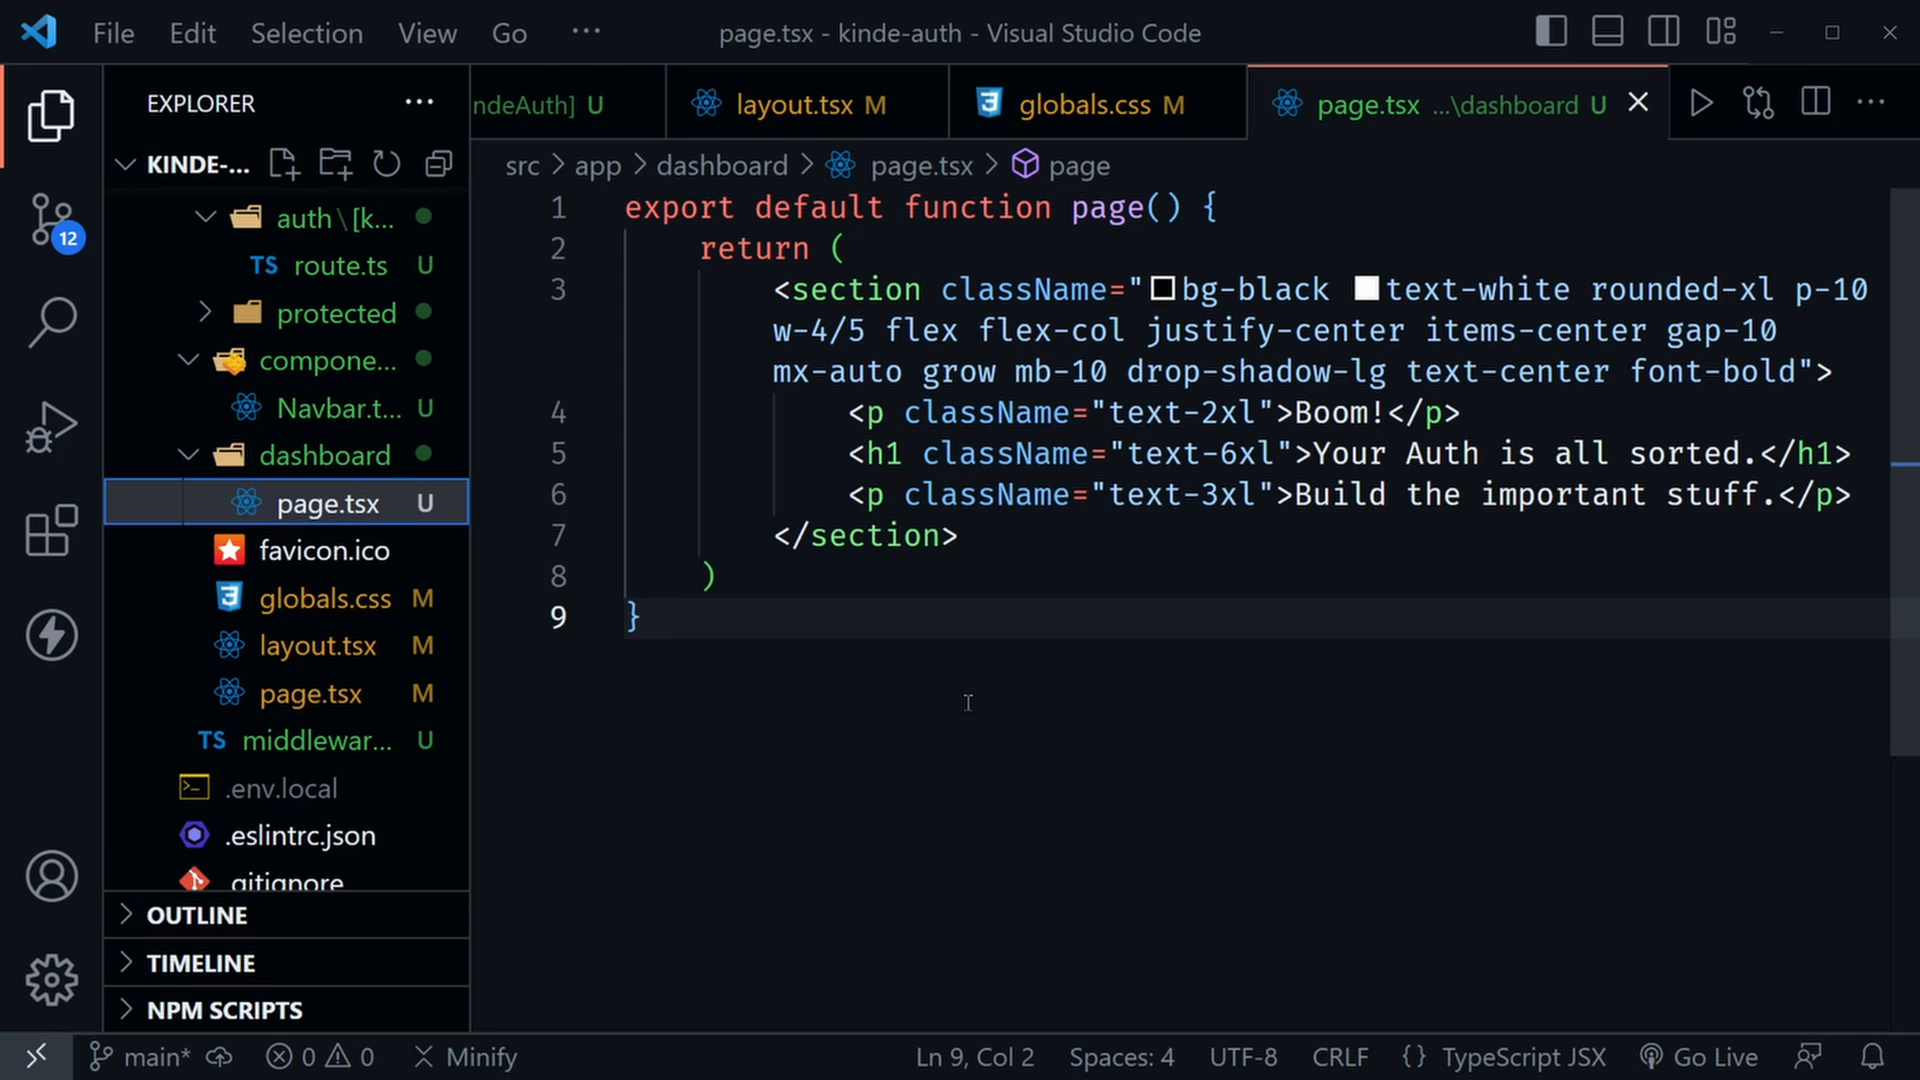 File Edit Selection View Go ···
page.tsx - kinde-auth - Visual Studio Code
EXPLORER ···
ndeAuth] U layout.tsx M globals.css M page.tsx ...\dashboard U
KINDE-...
src > app > dashboard > page.tsx > page
auth\[k...
TS route.ts U
protected
compone...
Navbar.t... U
dashboard
page.tsx U
favicon.ico
globals.css M
layout.tsx M
page.tsx M
TS middlewar... U
.env.local
.eslintrc.json
.gitignore
OUTLINE
TIMELINE
NPM SCRIPTS
12
1 export default function page() {
2 return (
3 <section className="bg-black text-white rounded-xl p-10
w-4/5 flex flex-col justify-center items-center gap-10
mx-auto grow mb-10 drop-shadow-lg text-center font-bold">
4 <p className="text-2xl">Boom!</p>
5 <h1 className="text-6xl">Your Auth is all sorted.</h1>
6 <p className="text-3xl">Build the important stuff.</p>
7 </section>
8 )
9 }
main* 0 0 Minify Ln 9, Col 2 Spaces: 4 UTF-8 CRLF {} TypeScript JSX Go Live